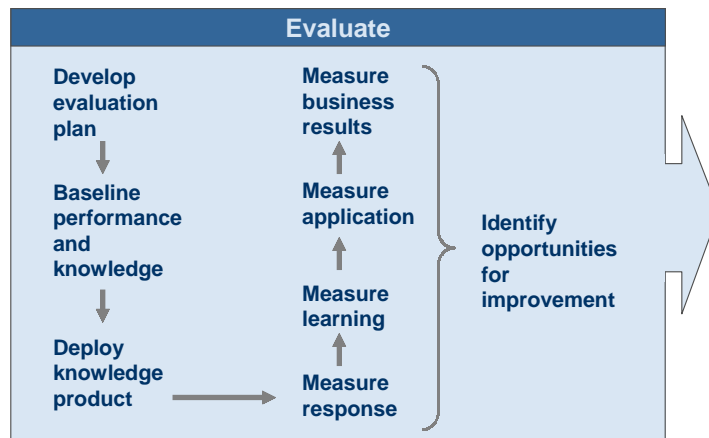 Evaluate
Develop
evaluation
plan
Baseline
performance
and
knowledge
Deploy
knowledge
product
Measure
response
Measure
learning
Measure
application
Measure
business
results
Identify
opportunities
for
improvement